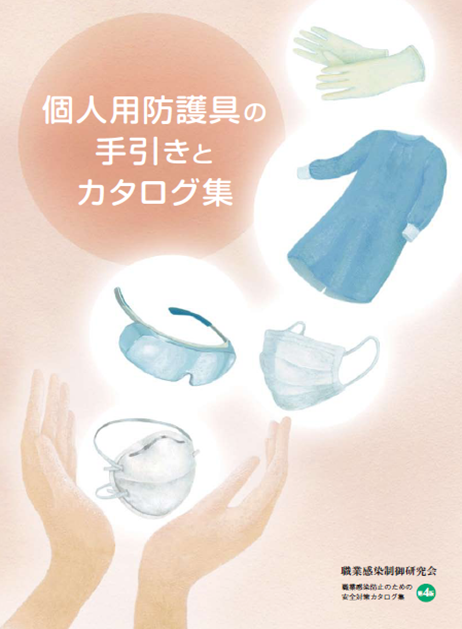 個人用防護具の
手引きと
カタログ集
職業感染制御研究会
職業感染防止のための
安全対策カタログ集
第4版